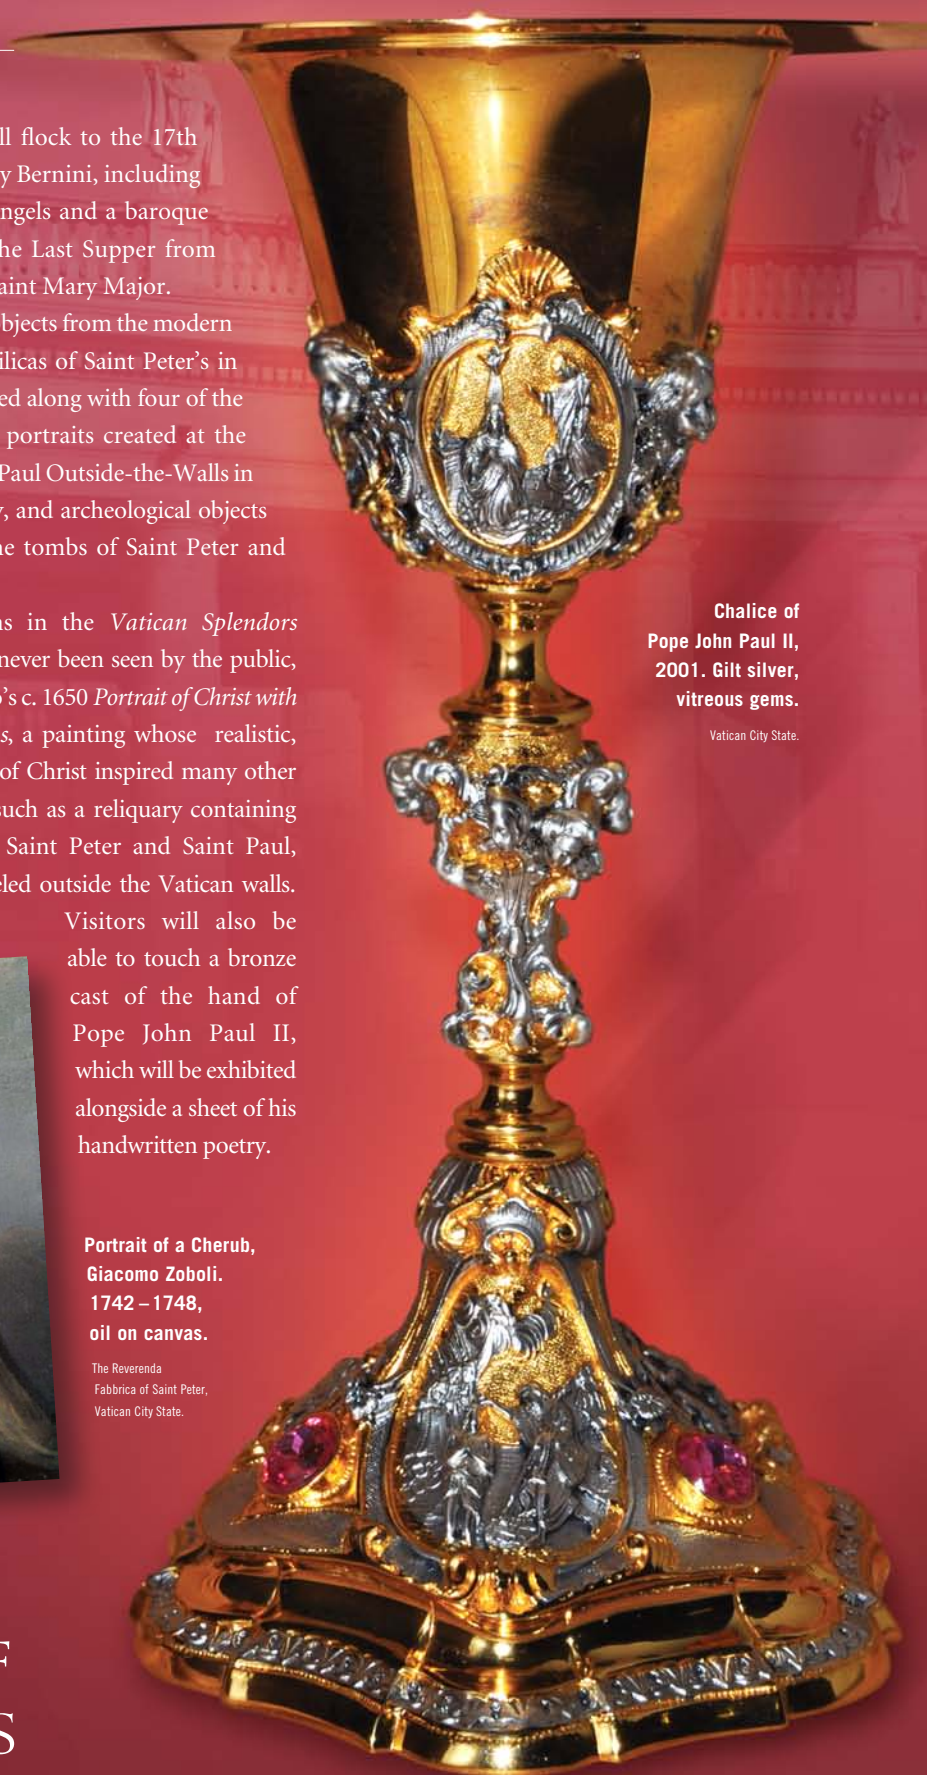 ll flock to the 17th
y Bernini, including
ngels and a baroque
he Last Supper from
aint Mary Major.
bjects from the modern
ilicas of Saint Peter's in
ed along with four of the
portraits created at the
Paul Outside-the-Walls in
y, and archeological objects
he tombs of Saint Peter and
ns in the Vatican Splendors
never been seen by the public,
o's c. 1650 Portrait of Christ with
s, a painting whose realistic,
of Christ inspired many other
such as a reliquary containing
Saint Peter and Saint Paul,
eled outside the Vatican walls.
Visitors will also be
able to touch a bronze
cast of the hand of
Pope John Paul II,
which will be exhibited
alongside a sheet of his
handwritten poetry.
Chalice of
Pope John Paul II,
2001. Gilt silver,
vitreous gems.
Vatican City State.
Portrait of a Cherub,
Giacomo Zoboli.
1742 – 1748,
oil on canvas.
The Reverenda
Fabbrica of Saint Peter,
Vatican City State.
F
S